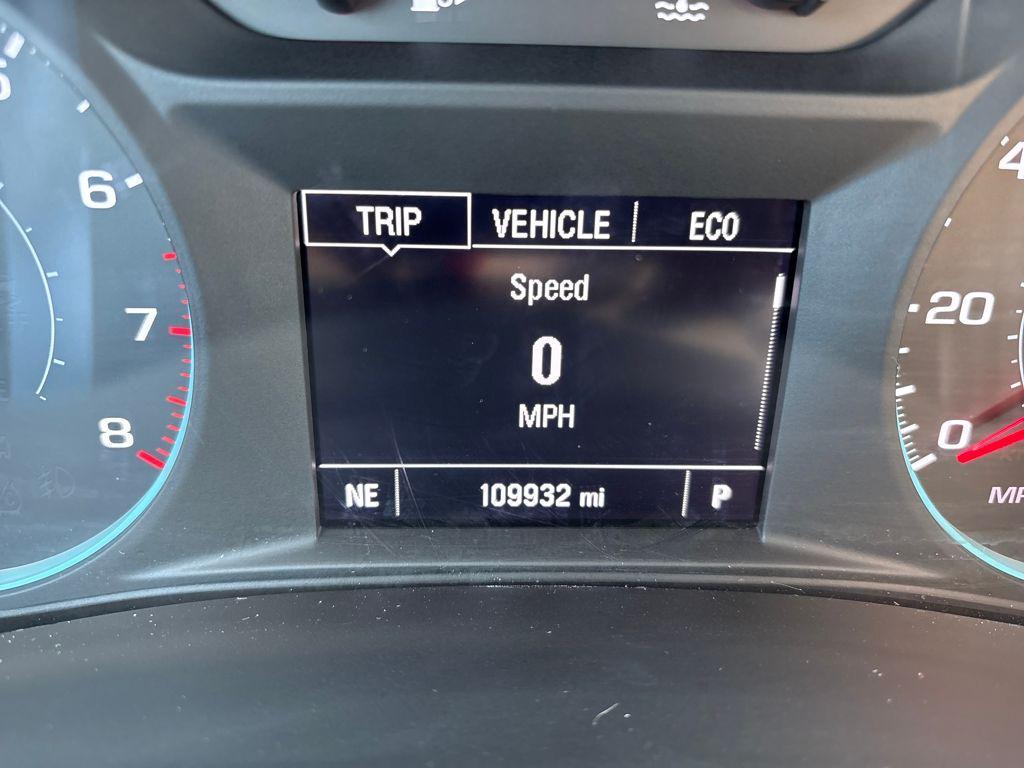 TRIP VEHICLE ECO
Speed
0
MPH
NE 109932 mi P
6
7
8
20
0